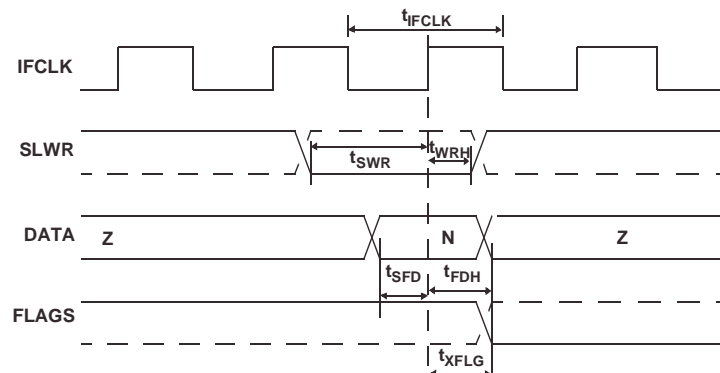 tIFCLK
IFCLK
SLWR
tSWR
tWRH
DATA
Z
N
Z
tSFD
tFDH
FLAGS
tXFLG